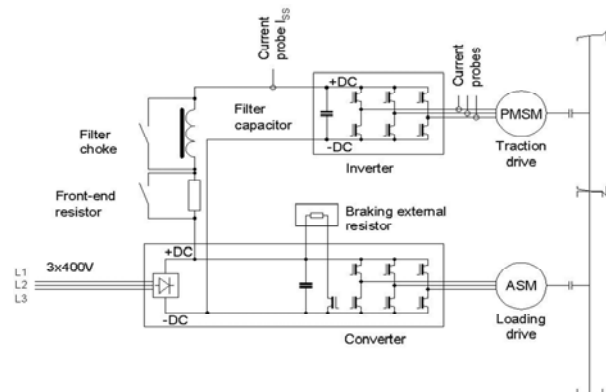 Current
probe I_SS
+DC
Current
probes
Filter
capacitor
PMSM
Filter
choke
-DC
Traction
drive
Inverter
Front-end
resistor
Braking external
resistor
+DC
L1
3x400V
L2
L3
ASM
-DC
Loading
drive
Converter